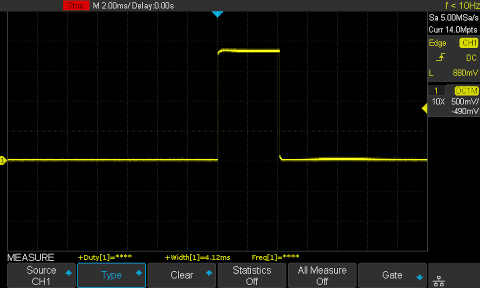 Stop M 2.00ms/ Delay:0.00s f < 10Hz
Sa 5.00MSa/s
Curr 14.0Mpts
Edge CH1
DC
L 880mV
1 DC1M
10X 500mV/
-490mV
1
MEASURE +Duty[1]=**** +Width[1]=4.12ms Freq[1]=****
Source CH1
Type
Clear
Statistics Off
All Measure Off
Gate